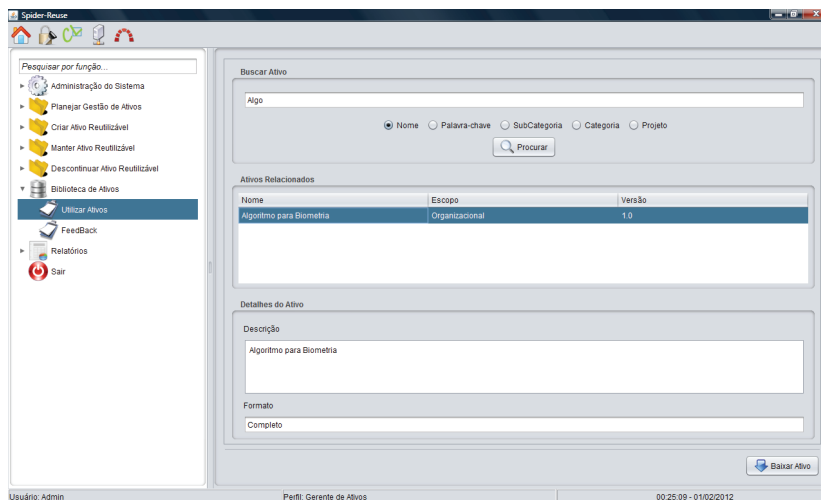 Spider-Reuse
Pesquisar por função...
Administração do Sistema
Planejar Gestão de Ativos
Criar Ativo Reutilizável
Manter Ativo Reutilizável
Descontinuar Ativo Reutilizável
Biblioteca de Ativos
Utilizar Ativos
FeedBack
Relatórios
Sair
Buscar Ativo
Algo
Nome Palavra-chave SubCategoria Categoria Projeto
Procurar
Ativos Relacionados
Nome Escopo Versão
Algoritmo para Biometria Organizacional 1.0
Detalhes do Ativo
Descrição
Algoritmo para Biometria
Formato
Completo
Baixar Ativo
Usuário: Admin Perfil: Gerente de Ativos 00:25:09 - 01/02/2012